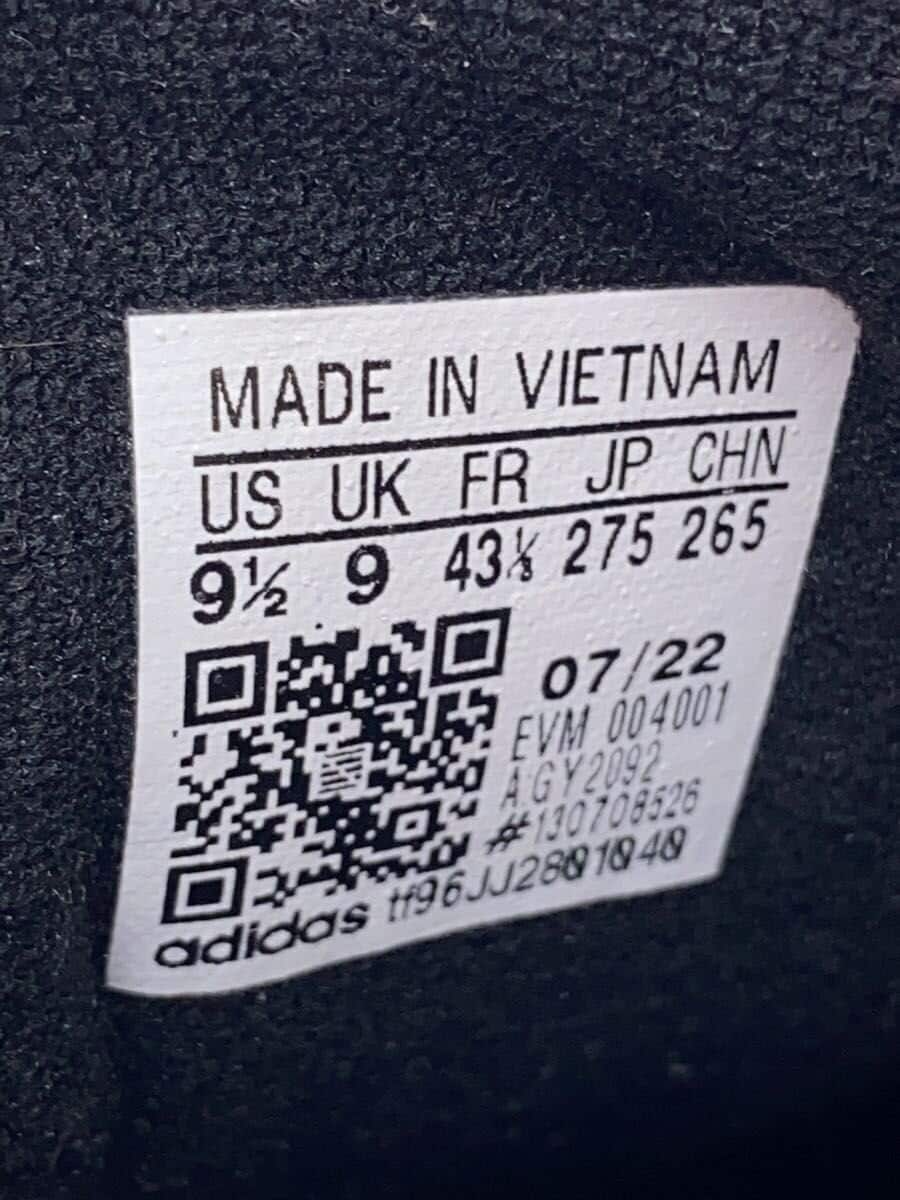 MADE IN VIETNAM
US UK FR JP CHN
9½ 9 43⅓ 275 265
07/22
EVM 004001
A:GY2092
#130708526
adidas tf96JJ2801040